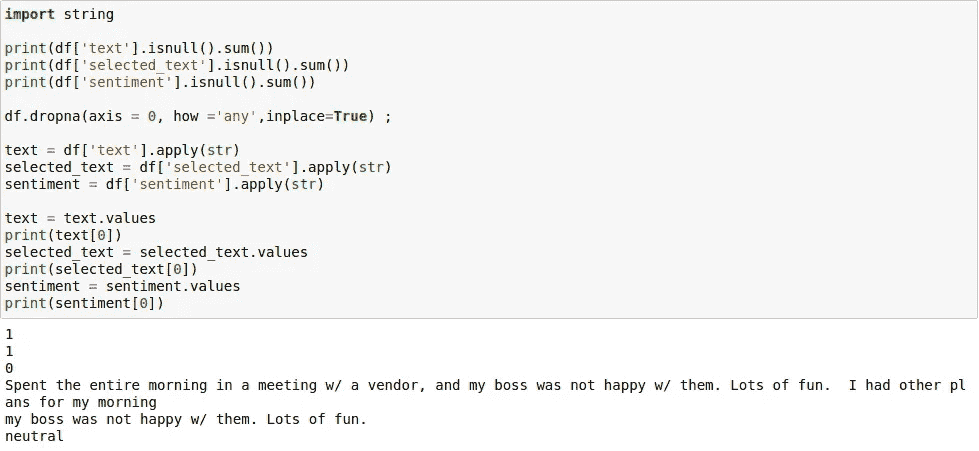 import string
print(df['text'].isnull().sum())
print(df['selected_text'].isnull().sum())
print(df['sentiment'].isnull().sum())
df.dropna(axis = 0, how ='any',inplace=True) ;
text = df['text'].apply(str)
selected_text = df['selected_text'].apply(str)
sentiment = df['sentiment'].apply(str)
text = text.values
print(text[0])
selected_text = selected_text.values
print(selected_text[0])
sentiment = sentiment.values
print(sentiment[0])
1
1
0
Spent the entire morning in a meeting w/ a vendor, and my boss was not happy w/ them. Lots of fun.  I had other pl
ans for my morning
my boss was not happy w/ them. Lots of fun.
neutral